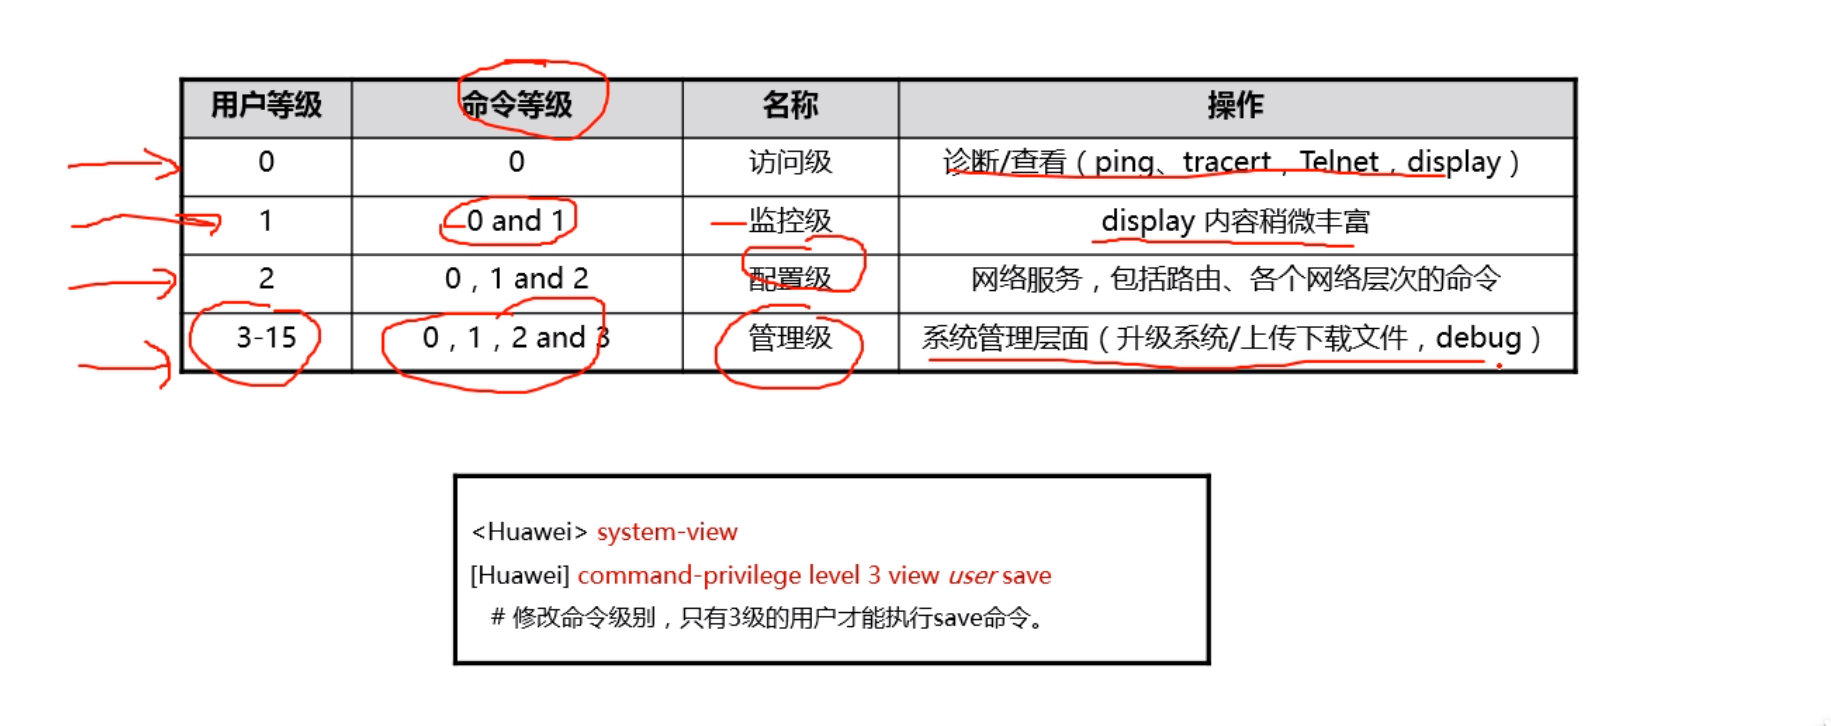 用户等级 命令等级 名称 操作
0 0 访问级 诊断/查看（ping、tracert，Telnet，display）
1 0 and 1 监控级 display 内容稍微丰富
2 0，1 and 2 配置级 网络服务，包括路由、各个网络层次的命令
3-15 0，1，2 and 3 管理级 系统管理层面（升级系统/上传下载文件，debug）
<Huawei> system-view
[Huawei] command-privilege level 3 view user save
# 修改命令级别，只有3级的用户才能执行save命令。